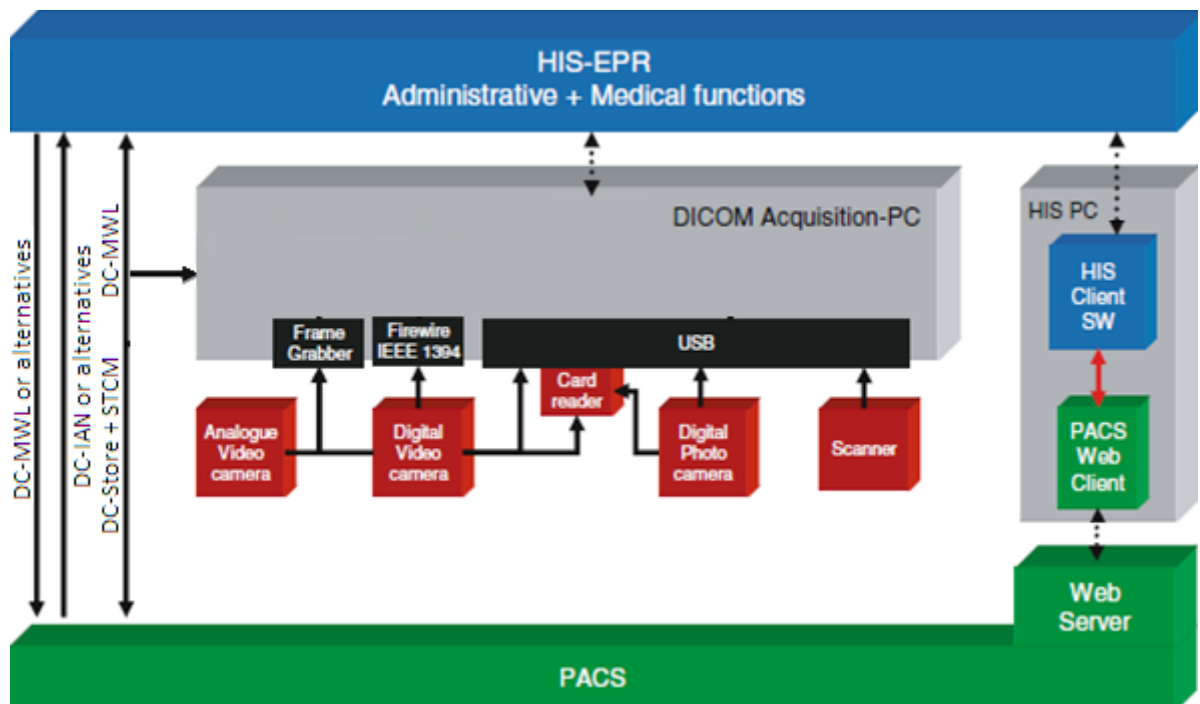 HIS-EPR
Administrative + Medical functions
DICOM Acquisition-PC
HIS PC
HIS
Client
SW
DC-MWL or alternatives
DC-IAN or alternatives
DC-Store + STCM
DC-MWL
Frame
Grabber
Firewire
IEEE 1394
USB
Card
reader
Analogue
Video
camera
Digital
Video
camera
Digital
Photo
camera
Scanner
PACS
Web
Client
Web
Server
PACS